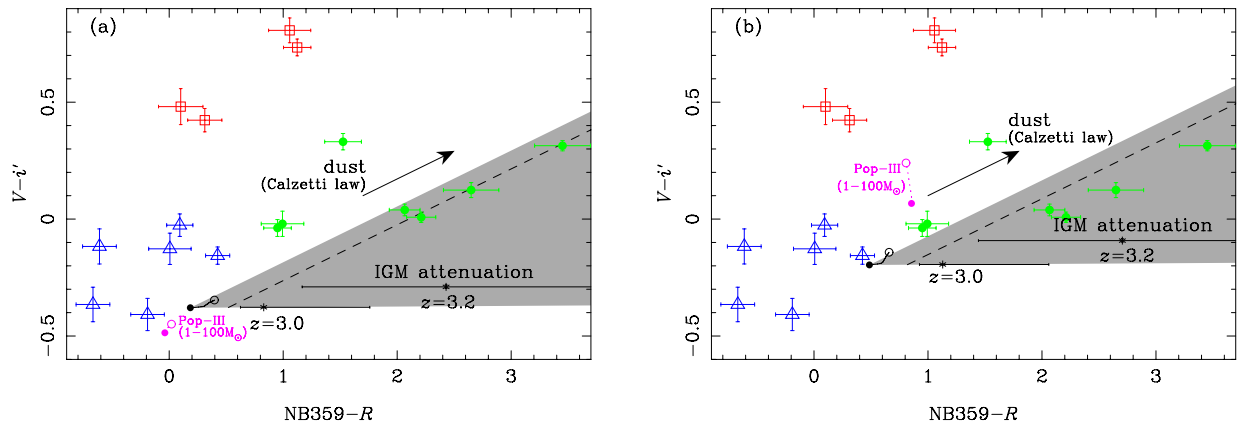 (a)
V−i′
0.5
0
−0.5
dust
(Calzetti law)
IGM attenuation
z=3.2
z=3.0
Pop−III
(1−100M⊙)
0 1 2 3
NB359−R
(b)
V−i′
0.5
0
−0.5
dust
(Calzetti law)
Pop−III
(1−100M⊙)
IGM attenuation
z=3.2
z=3.0
0 1 2 3
NB359−R